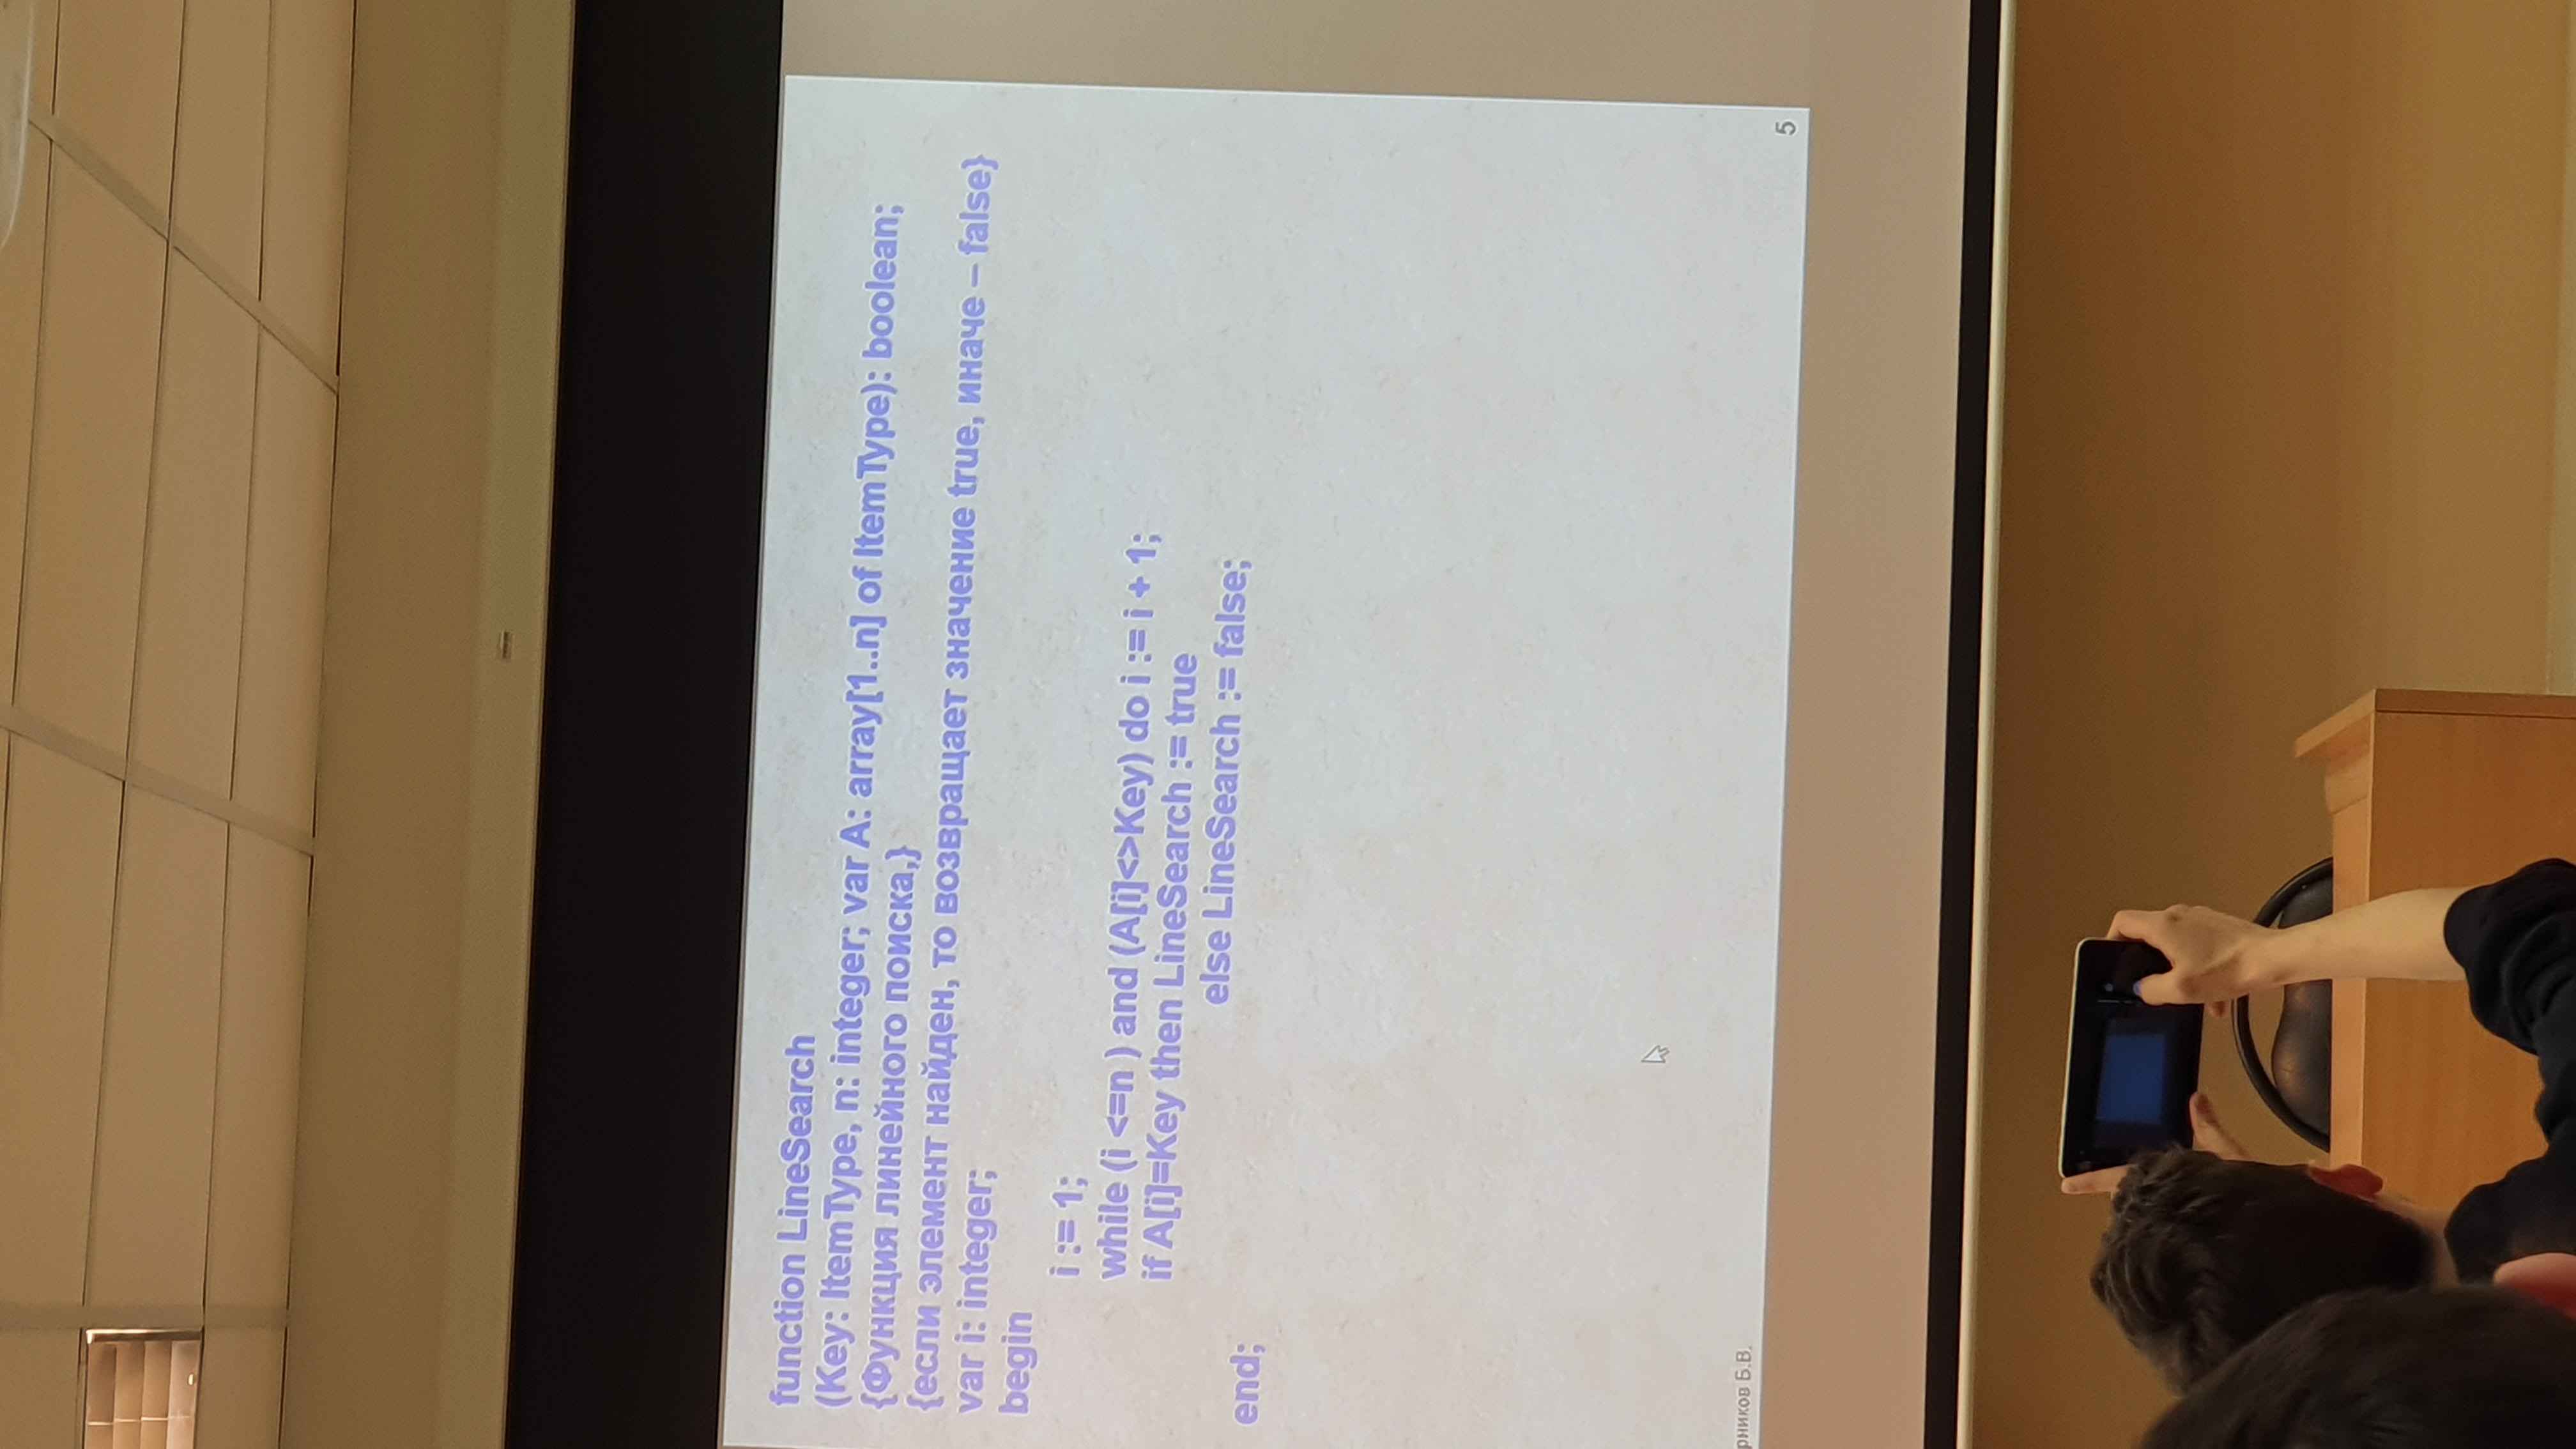 function LineSearch
(Key: ItemType, n: integer; var A: array[1..n] of ItemType): boolean;
{Функция линейного поиска,}
{если элемент найден, то возвращает значение true, иначе – false}
var i: integer;
begin
i := 1;
while (i <=n ) and (A[i]<>Key) do i := i + 1;
if A[i]=Key then LineSearch := true
else LineSearch := false;
end;
рников Б.В.
5